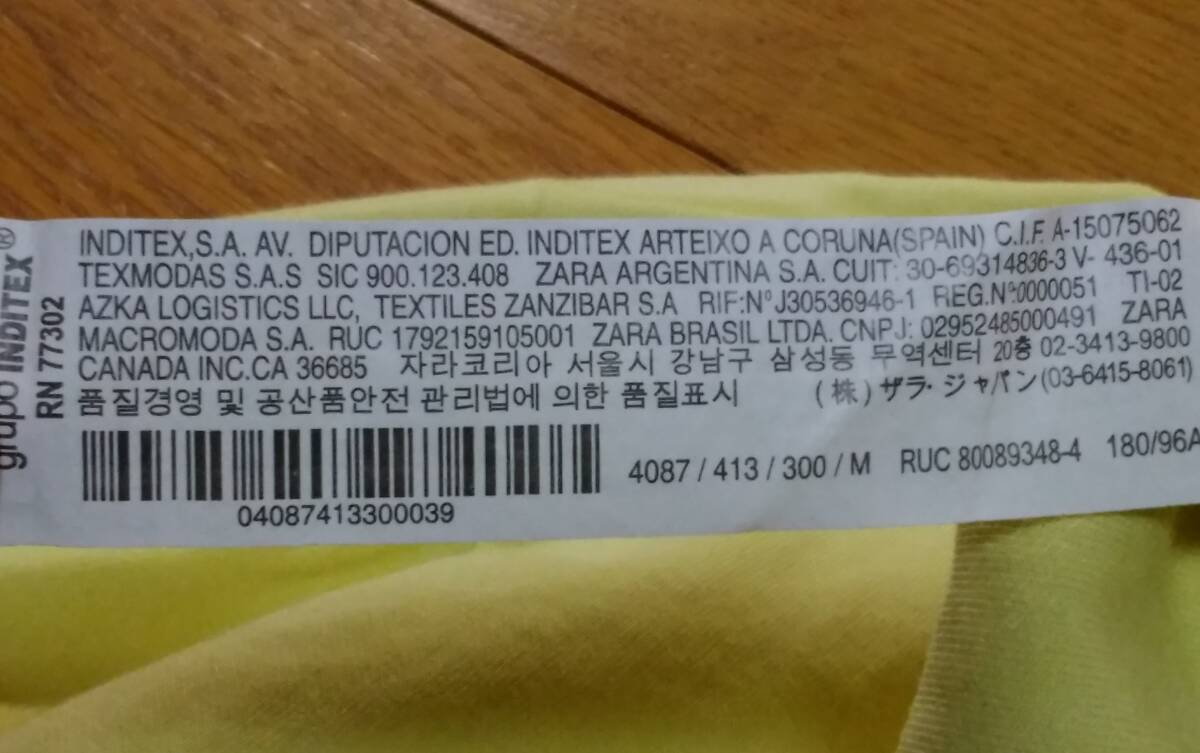 grupo INDITEX®
RN 77302
INDITEX,S.A. AV. DIPUTACION ED. INDITEX ARTEIXO A CORUNA(SPAIN) C.I.F. A-15075062
TEXMODAS S.A.S SIC 900.123.408 ZARA ARGENTINA S.A. CUIT: 30-69314836-3 V- 436-01
AZKA LOGISTICS LLC, TEXTILES ZANZIBAR S.A RIF:Nº J30536946-1 REG.Nº:0000051 TI-02
MACROMODA S.A. RUC 1792159105001 ZARA BRASIL LTDA. CNPJ: 02952485000491 ZARA
CANADA INC.CA 36685 자라코리아 서울시 강남구 삼성동 무역센터 20층 02-3413-9800
품질경영 및 공산품안전 관리법에 의한 품질표시 (株) ザラ・ジャパン(03-6415-8061)
04087413300039
4087 / 413 / 300 / M RUC 80089348-4 180/96A